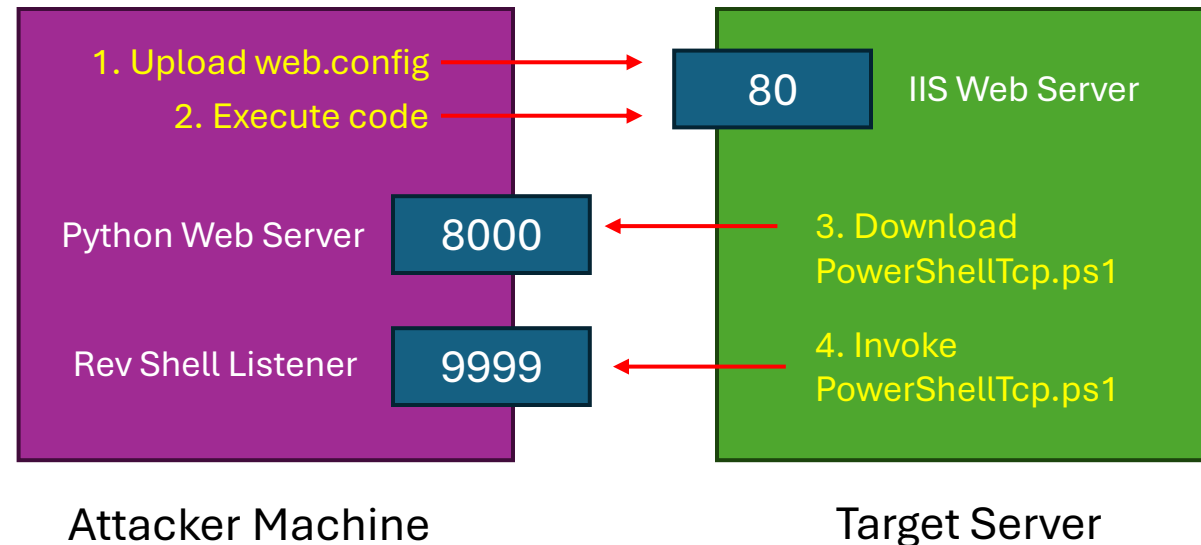 1. Upload web.config
2. Execute code
80
IIS Web Server
Python Web Server
8000
3. Download
PowerShellTcp.ps1
Rev Shell Listener
9999
4. Invoke
PowerShellTcp.ps1
Attacker Machine
Target Server